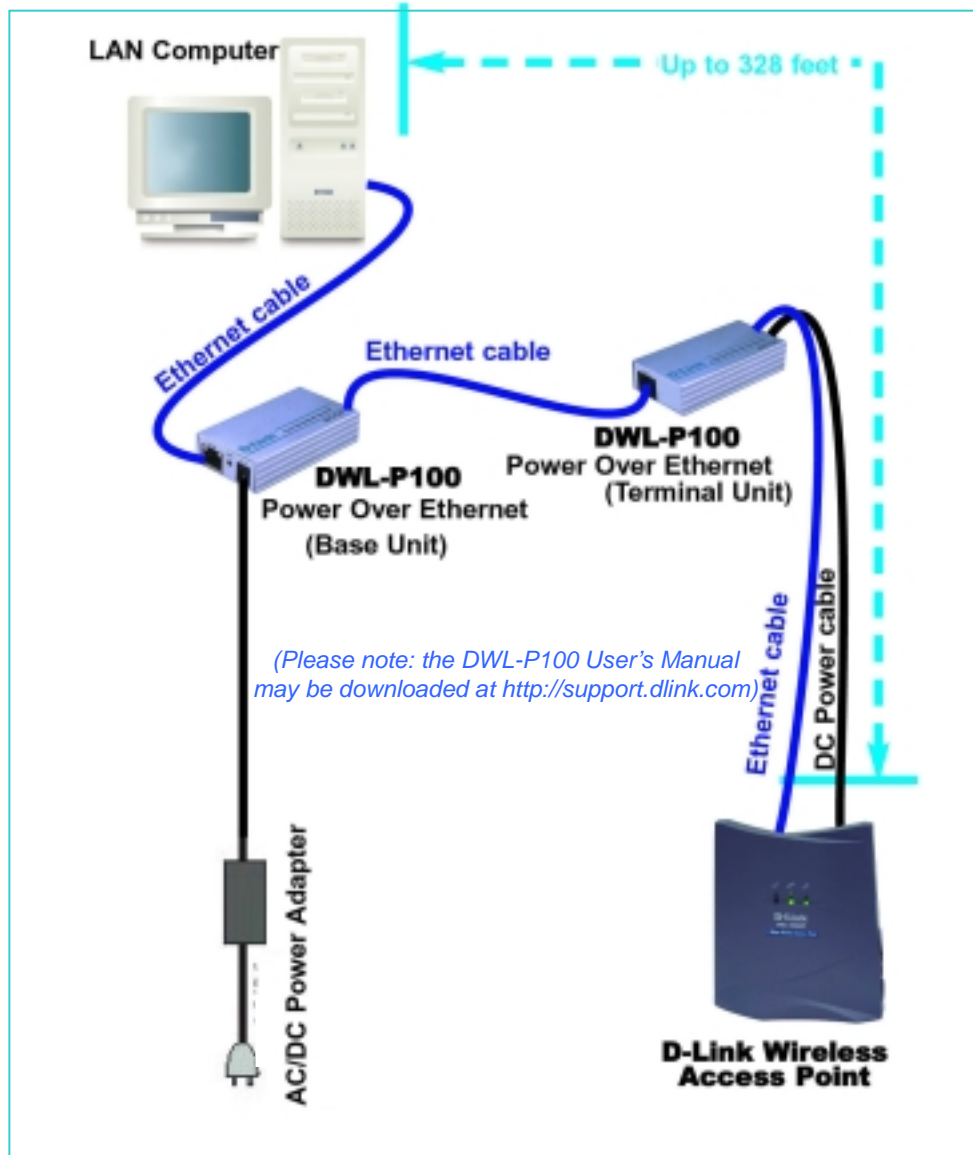 LAN Computer
Up to 328 feet
Ethernet cable
Ethernet cable
DWL-P100
Power Over Ethernet
(Terminal Unit)
DWL-P100
Power Over Ethernet
(Base Unit)
Ethernet cable
DC Power cable
(Please note: the DWL-P100 User’s Manual
may be downloaded at http://support.dlink.com)
AC/DC Power Adapter
D-Link
D-Link Wireless
Access Point